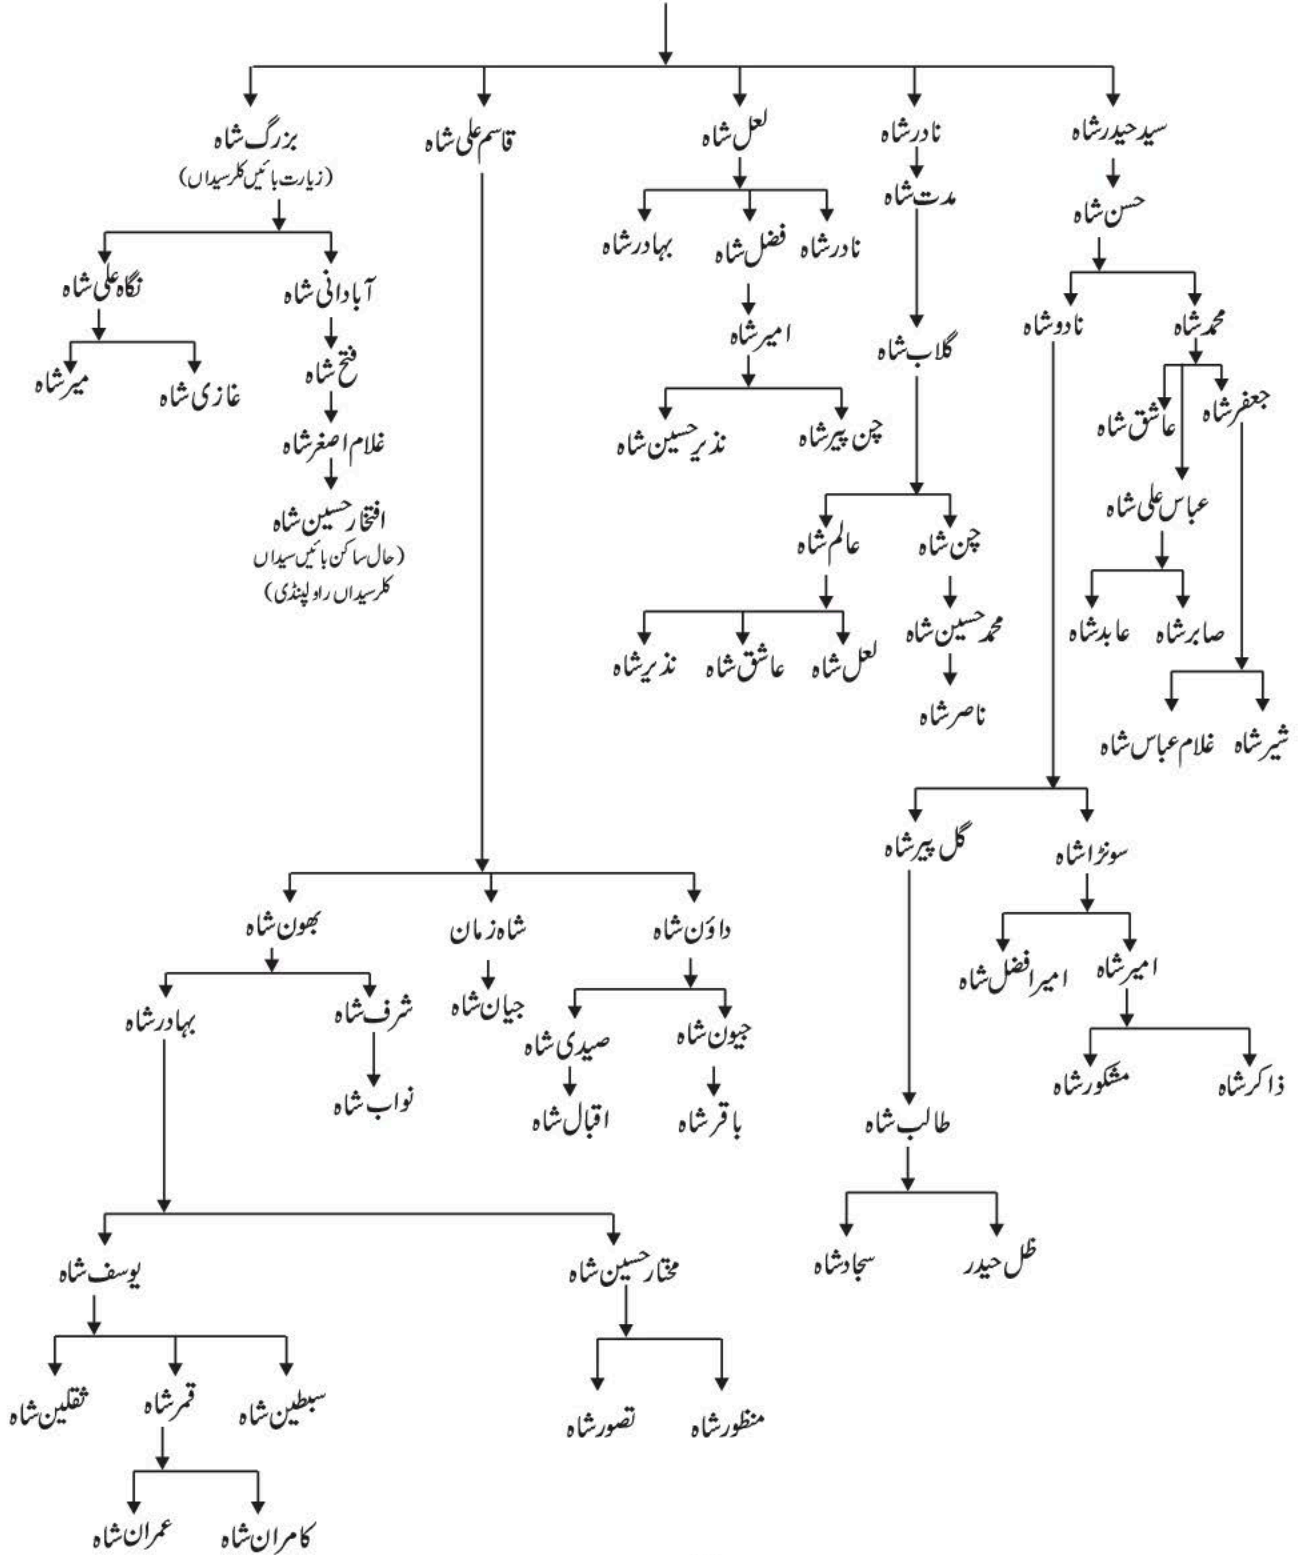 سید حیدر شاہ
نادر شاہ
لعل شاہ
قاسم علی شاہ
بزرگ شاہ
(زیارت بائیں کلرسیداں)
حسن شاہ
مدت شاہ
نادر شاہ
فضل شاہ
بہادر شاہ
آبادانی شاہ
نگاہ علی شاہ
محمد شاہ
نادو شاہ
گلاب شاہ
امیر شاہ
فتح شاہ
غازی شاہ
میر شاہ
جعفر شاہ
عاشق شاہ
چن پیر شاہ
نذیر حسین شاہ
غلام اصغر شاہ
عباس علی شاہ
افتخار حسین شاہ
(حال ساکن بائیں سیداں
کلرسیداں راولپنڈی)
چن شاہ
عالم شاہ
صابر شاہ
عابد شاہ
محمد حسین شاہ
لعل شاہ
عاشق شاہ
نذیر شاہ
ناصر شاہ
شیر شاہ
غلام عباس شاہ
سونڑا شاہ
گل پیر شاہ
داؤن شاہ
شاہ زمان
بھون شاہ
امیر شاہ
امیر افضل شاہ
جیون شاہ
صیدی شاہ
جیان شاہ
شرف شاہ
بہادر شاہ
ذاکر شاہ
مشکور شاہ
طالب شاہ
باقر شاہ
اقبال شاہ
نواب شاہ
ظل حیدر
سجاد شاہ
مختار حسین شاہ
یوسف شاہ
منظور شاہ
تصور شاہ
سبطین شاہ
قمر شاہ
ثقلین شاہ
کامران شاہ
عمران شاہ